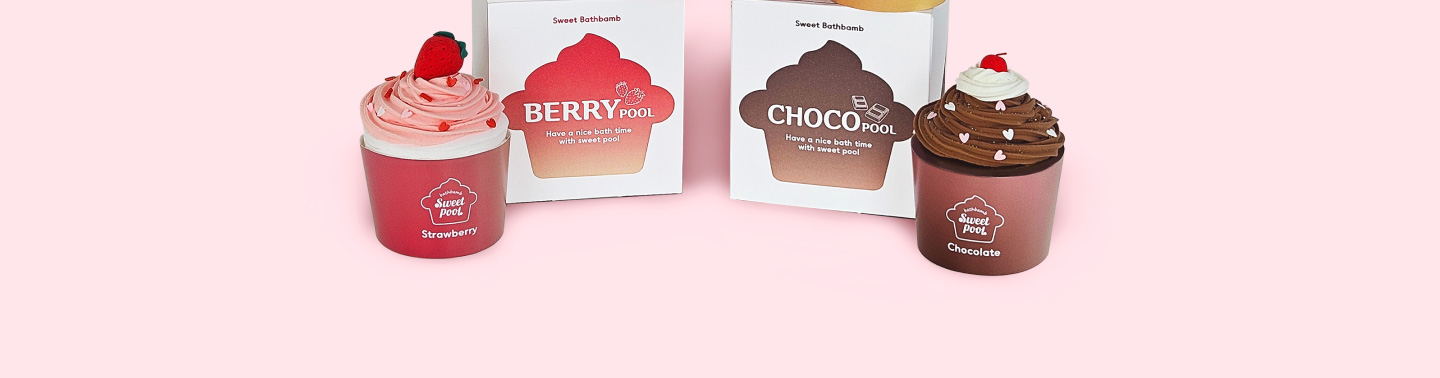 Sweet Bathbamb
BERRY POOL
Have a nice bath time
with sweet pool
Sweet Bathbamb
CHOCO POOL
Have a nice bath time
with sweet pool
bathbamb
Sweet
POOL
Strawberry
bathbamb
Sweet
POOL
Chocolate